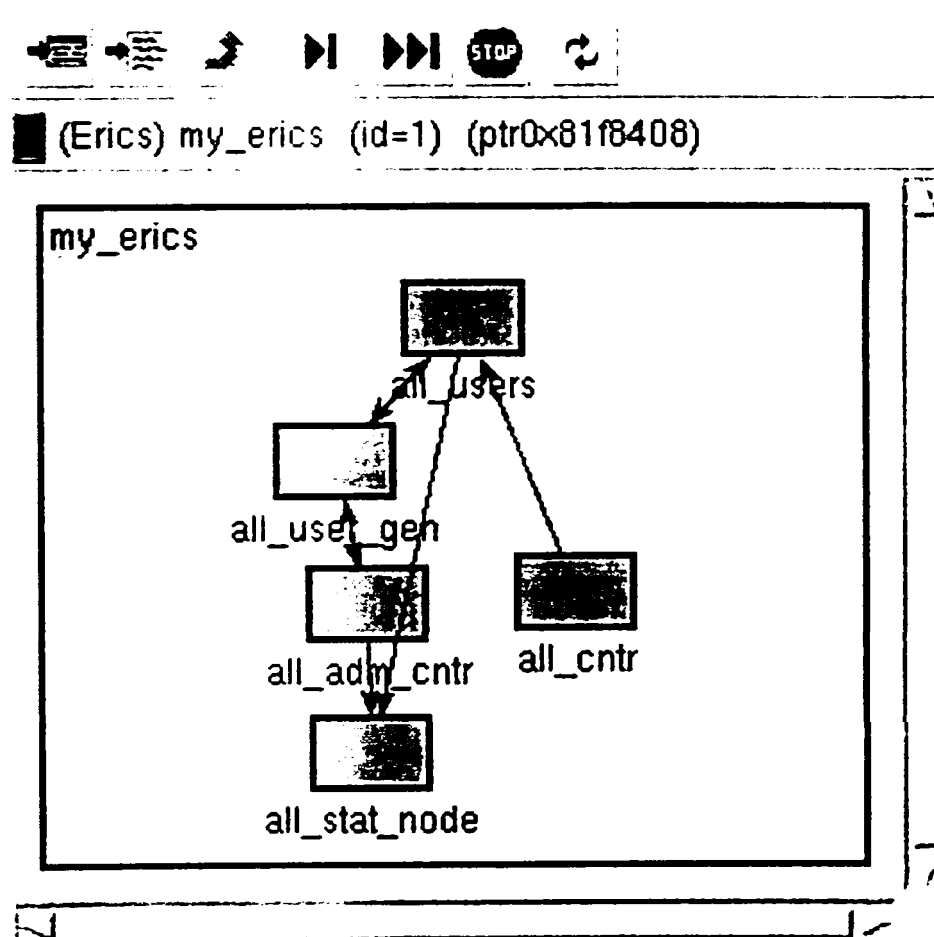 STOP
(Erics) my_erics (id=1) (ptr0x81f8408)
my_erics
all_users
all_user_gen
all_adm_cntr
all_cntr
all_stat_node